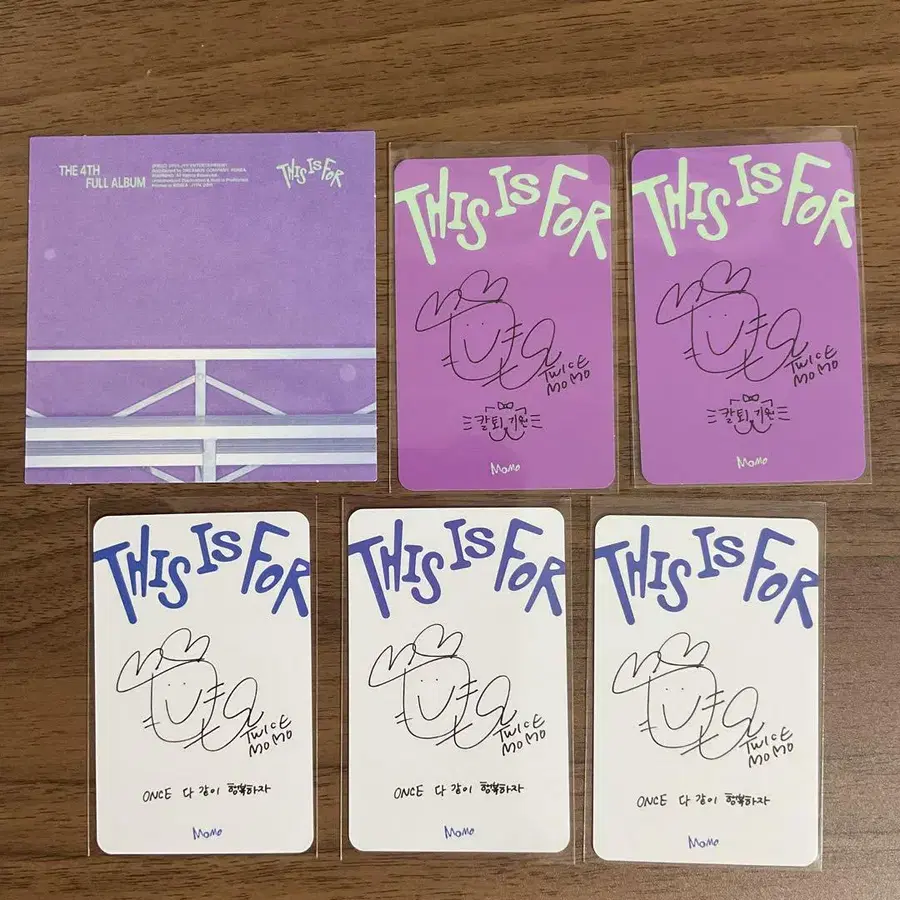 THE 4TH
FULL ALBUM
THIS IS FOR
THIS IS FOR
TWICE
MOMO
칼퇴 기원
MoMo
THIS IS FOR
TWICE
MOMO
칼퇴 기원
MoMo
THIS IS FOR
TWICE
MOMO
ONCE 다 같이 행복하자
MoMo
THIS IS FOR
TWICE
MOMO
ONCE 다 같이 행복하자
MoMo
THIS IS FOR
TWICE
MOMO
ONCE 다 같이 행복하자
MoMo